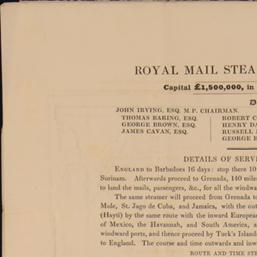 ROYAL MAIL STEA
Capital £1,500,000, in
D
JOHN IRVING, ESQ. M.P. CHAIRMAN.
THOMAS BARING, ESQ.
GEORGE BROWN, ESQ.
JAMES CAVAN, ESQ.
ROBERT C
HENRY DA
RUSSELL
GEORGE H
DETAILS OF SERV
ENGLAND to Barbadoes 16 days: stop there 10
Surinam. Afterwards proceed to Grenada, 140 mile
to land the mails, passengers, &c., for all the windwa
The same steamer will proceed from Grenada t
Mole, St. Jago de Cuba, and Jamaica, with the out
(Hayti) by the same route with the inward Europea
of Mexico, the Havannah, and South America, a
windward ports, and thence proceed by Turk's Island
to England. The course and time outwards and inw
ROUTE AND TIME STE